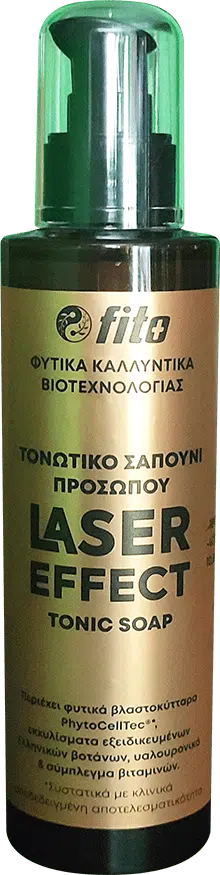 fito
ΦΥΤΙΚΑ ΚΑΛΛΥΝΤΙΚΑ
ΒΙΟΤΕΧΝΟΛΟΓΙΑΣ
ΤΟΝΩΤΙΚΟ ΣΑΠΟΥΝΙ
ΠΡΟΣΩΠΟΥ
LASER
EFFECT
TONIC SOAP
Περιέχει φυτικά βλαστοκύτταρα
PhytoCellTec®*,
εκχυλίσματα εξειδικευμένων
ελληνικών βοτάνων, υαλουρονικό
& σύμπλεγμα βιταμινών.
*Συστατικά με κλινικά
αποδεδειγμένη αποτελεσματικότητα